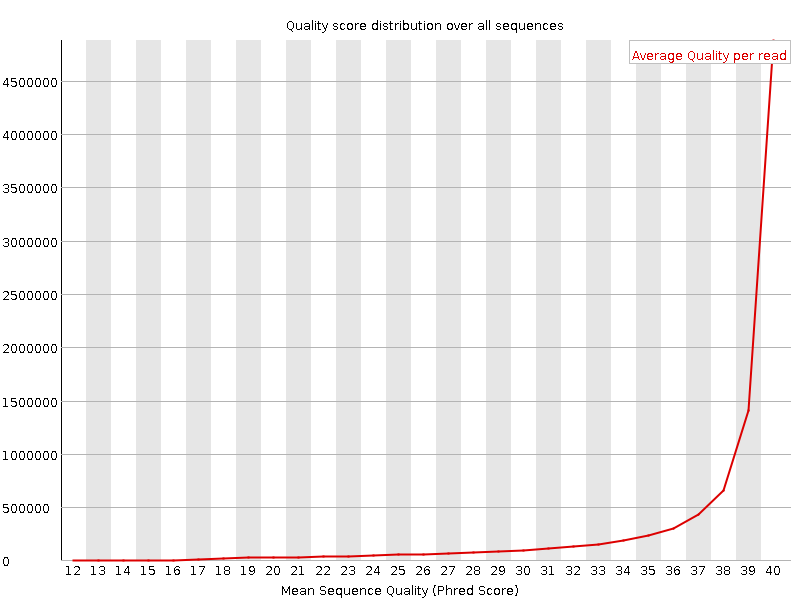 Quality score distribution over all sequences
Average Quality per read
4500000
4000000
3500000
3000000
2500000
2000000
1500000
1000000
500000
0
12 13 14 15 16 17 18 19 20 21 22 23 24 25 26 27 28 29 30 31 32 33 34 35 36 37 38 39 40
Mean Sequence Quality (Phred Score)